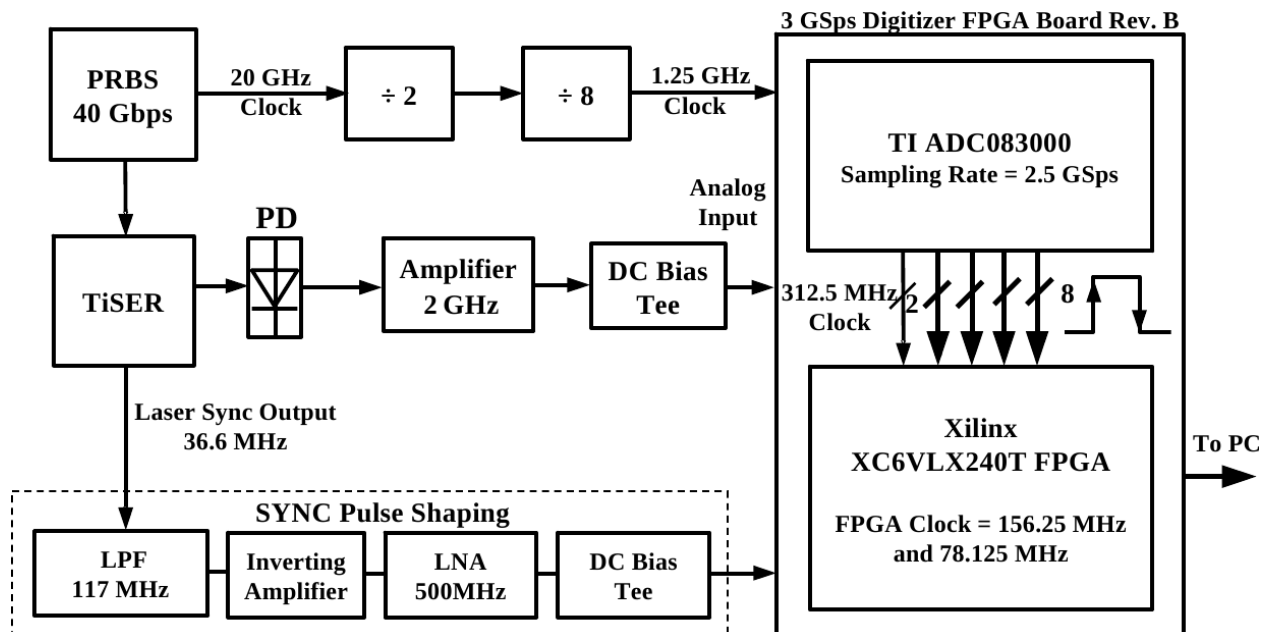 3 GSps Digitizer FPGA Board Rev. B
PRBS
40 Gbps
20 GHz
Clock
÷ 2
÷ 8
1.25 GHz
Clock
TI ADC083000
Sampling Rate = 2.5 GSps
Analog
Input
PD
TiSER
Amplifier
2 GHz
DC Bias
Tee
312.5 MHz
Clock
2
8
Laser Sync Output
36.6 MHz
Xilinx
XC6VLX240T FPGA
FPGA Clock = 156.25 MHz
and 78.125 MHz
To PC
SYNC Pulse Shaping
LPF
117 MHz
Inverting
Amplifier
LNA
500MHz
DC Bias
Tee